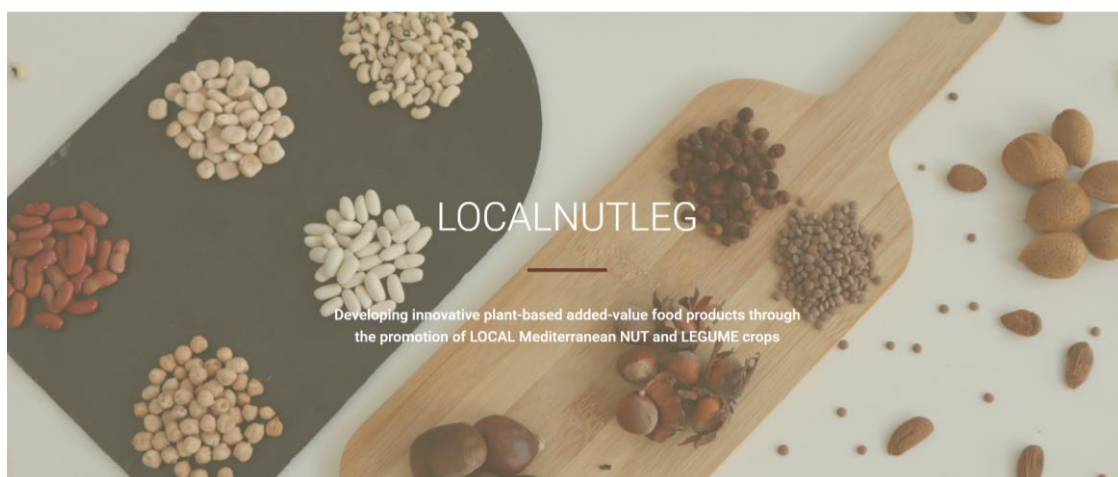 LOCALNUTLEG
Developing innovative plant-based added-value food products through
the promotion of LOCAL Mediterranean NUT and LEGUME crops